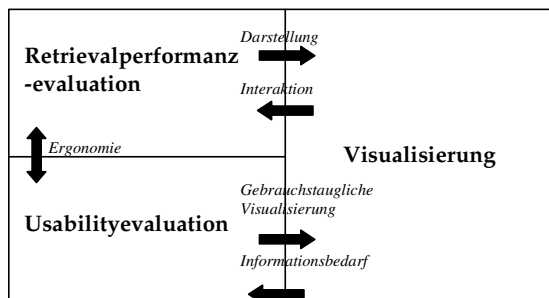 Darstellung
Retrievalperformanz
-evaluation
Interaktion
Ergonomie
Visualisierung
Gebrauchstaugliche
Visualisierung
Usabilityevaluation
Informationsbedarf